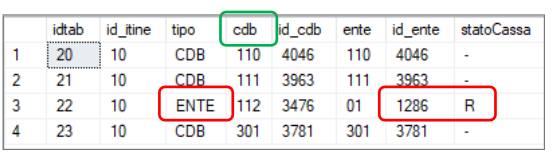 idtab id_itine tipo cdb id_cdb ente id_ente statoCassa
1 20 10 CDB 110 4046 110 4046 -
2 21 10 CDB 111 3963 111 3963 -
3 22 10 ENTE 112 3476 01 1286 R
4 23 10 CDB 301 3781 301 3781 -